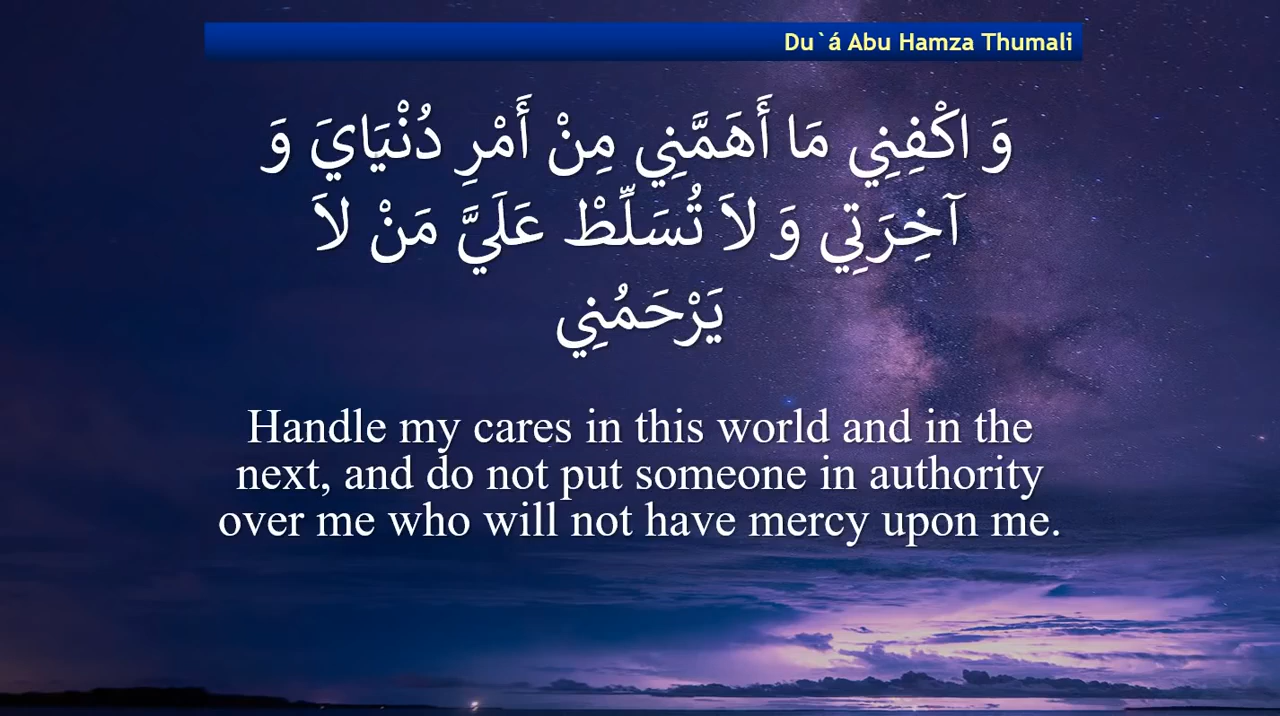 Du`á Abu Hamza Thumali
وَ اكْفِنِي مَا أَهَمَّنِي مِنْ أَمْرِ دُنْيَايَ وَ
آخِرَتِي وَ لاَ تُسَلِّطْ عَلَيَّ مَنْ لاَ
يَرْحَمُنِي
Handle my cares in this world and in the
next, and do not put someone in authority
over me who will not have mercy upon me.